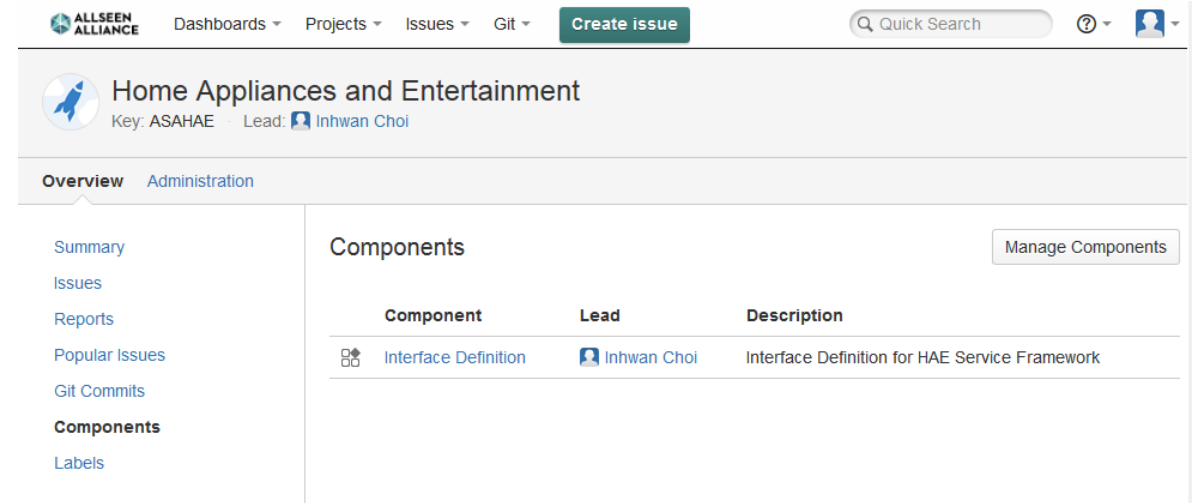 ALLSEEN
ALLIANCE
Dashboards Projects Issues Git Create issue Quick Search
Home Appliances and Entertainment
Key: ASAHAE · Lead: Inhwan Choi
Overview Administration
Summary
Issues
Reports
Popular Issues
Git Commits
Components
Labels
Components Manage Components
Component Lead Description
Interface Definition Inhwan Choi Interface Definition for HAE Service Framework